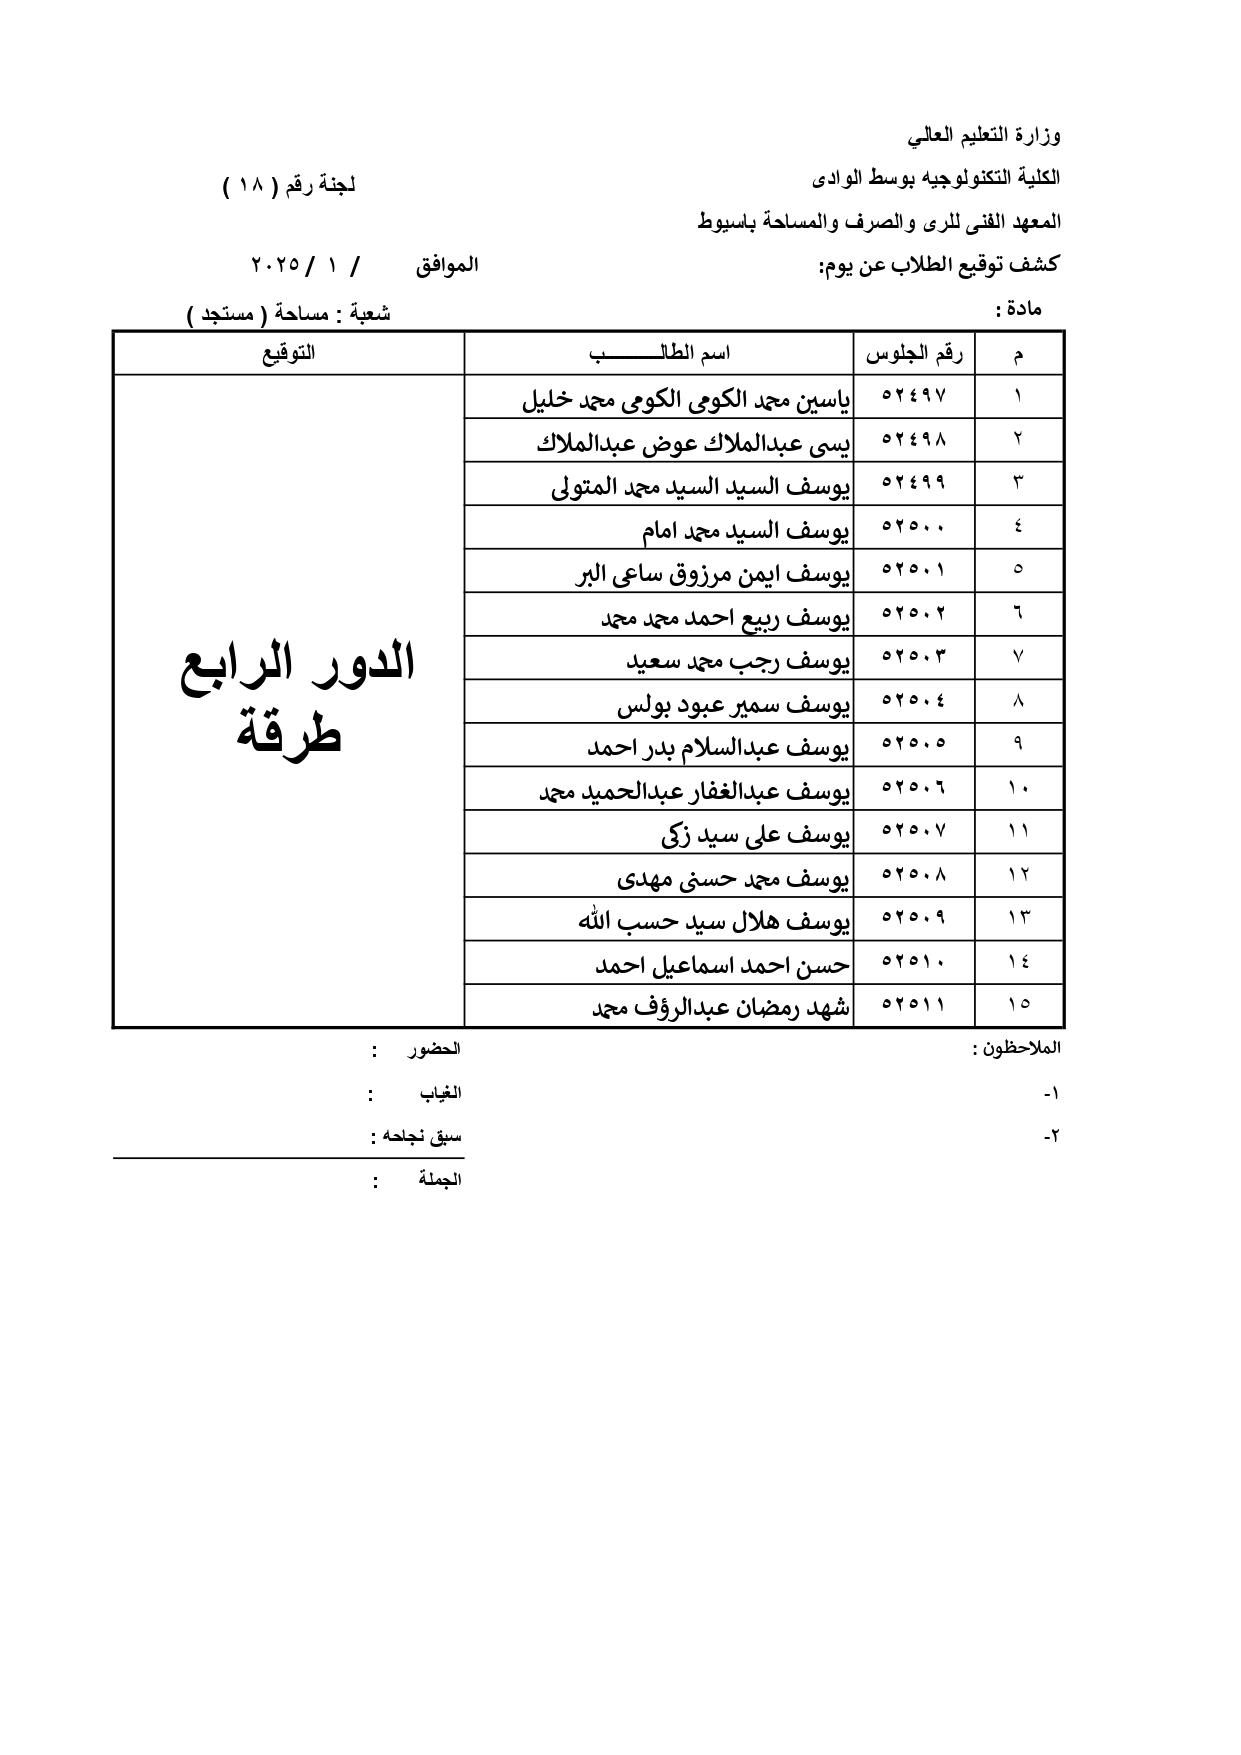 وزارة التعليم العالي
الكلية التكنولوجيه بوسط الوادى
لجنة رقم ( ١٨ )
المعهد الفنى للرى والصرف والمساحة باسيوط
كشف توقيع الطلاب عن يوم: الموافق / ١ / ٢٠٢٥
مادة :
شعبة : مساحة ( مستجد )
م رقم الجلوس اسم الطالـــــــــب التوقيع
١ ٥٢٤٩٧ ياسين محمد الكومى الكومى محمد خليل
٢ ٥٢٤٩٨ يسى عبدالملاك عوض عبدالملاك
٣ ٥٢٤٩٩ يوسف السيد السيد محمد المتولى
٤ ٥٢٥٠٠ يوسف السيد محمد امام
٥ ٥٢٥٠١ يوسف ايمن مرزوق ساعى البر
٦ ٥٢٥٠٢ يوسف ربيع احمد محمد محمد
٧ ٥٢٥٠٣ يوسف رجب محمد سعيد
٨ ٥٢٥٠٤ يوسف سمير عبود بولس
٩ ٥٢٥٠٥ يوسف عبدالسلام بدر احمد
١٠ ٥٢٥٠٦ يوسف عبدالغفار عبدالحميد محمد
١١ ٥٢٥٠٧ يوسف على سيد زكى
١٢ ٥٢٥٠٨ يوسف محمد حسنى مهدى
١٣ ٥٢٥٠٩ يوسف هلال سيد حسب الله
١٤ ٥٢٥١٠ حسن احمد اسماعيل احمد
١٥ ٥٢٥١١ شهد رمضان عبدالرؤف محمد
الدور الرابع
طرقة
الملاحظون : الحضور :
١- الغياب :
٢- سبق نجاحه :
الجملة :